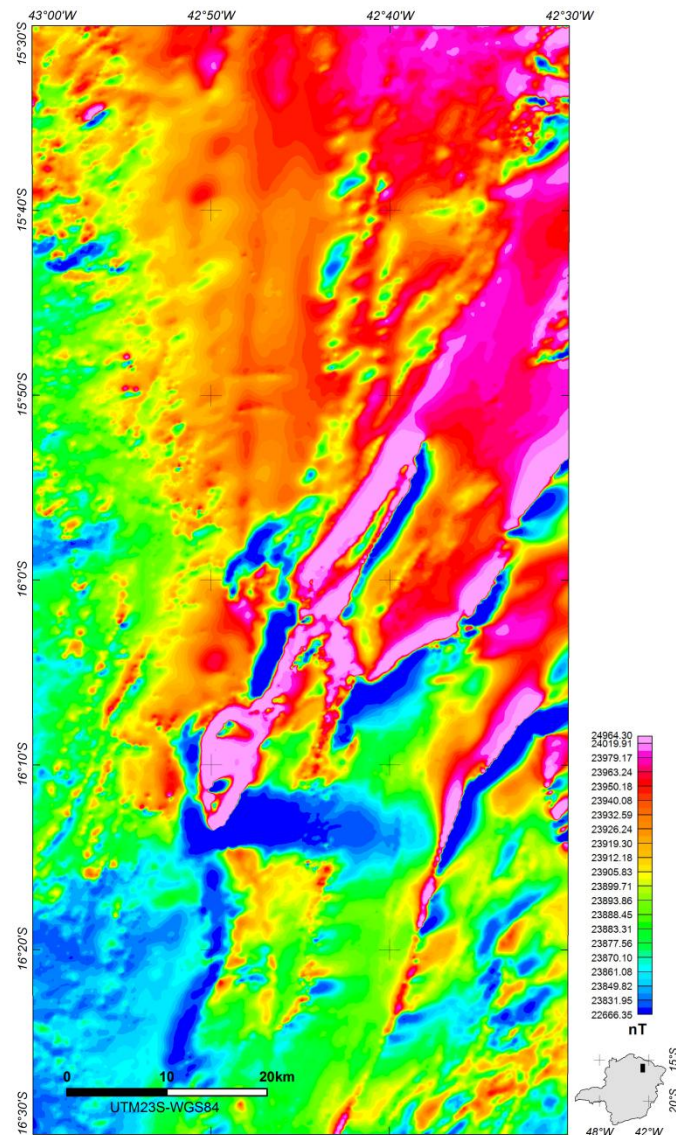 43°00'W 42°50'W 42°40'W 42°30'W
15°30'S
15°40'S
15°50'S
16°0'S
16°10'S
16°20'S
16°30'S
0 10 20km
UTM23S-WGS84
24964.30
24019.91
23979.17
23963.24
23950.18
23940.08
23932.59
23926.24
23919.30
23912.18
23905.83
23899.71
23893.86
23888.45
23883.31
23877.56
23870.10
23861.08
23849.82
23831.95
22666.35
nT
15°S
20°S
48°W 42°W